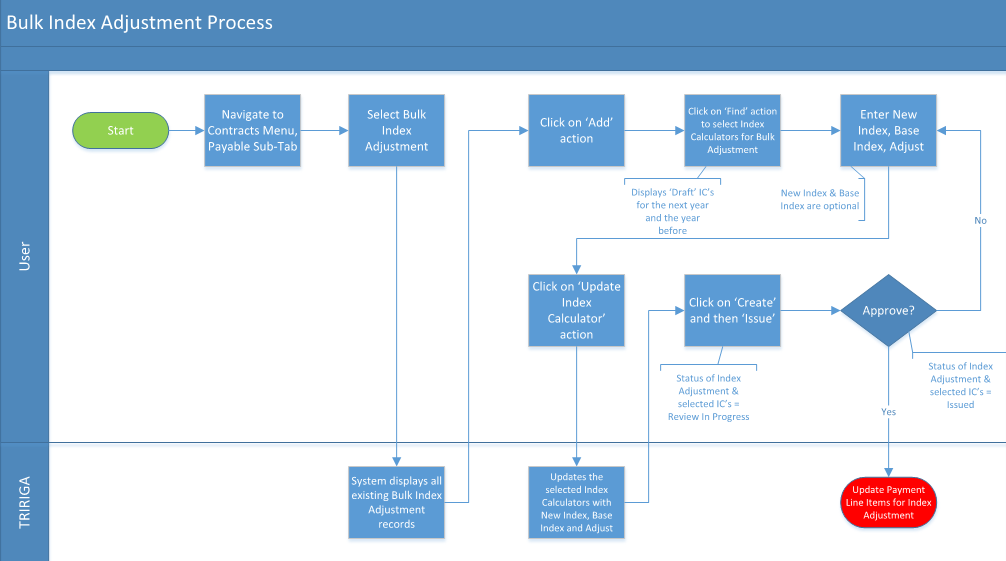 Bulk Index Adjustment Process
User
Start
Navigate to
Contracts Menu,
Payable Sub-Tab
Select Bulk
Index
Adjustment
Click on ‘Add’
action
Click on ‘Find’ action
to select Index
Calculators for Bulk
Adjustment
Enter New
Index, Base
Index, Adjust
Displays ‘Draft’ IC’s
for the next year
and the year
before
New Index & Base
Index are optional
No
Click on ‘Update
Index
Calculator’
action
Click on ‘Create’
and then ‘Issue’
Approve?
Status of Index
Adjustment &
selected IC’s =
Review In Progress
Status of Index
Adjustment &
selected IC’s =
Issued
Yes
TRIRIGA
System displays all
existing Bulk Index
Adjustment
records
Updates the
selected Index
Calculators with
New Index, Base
Index and Adjust
Update Payment
Line Items for Index
Adjustment